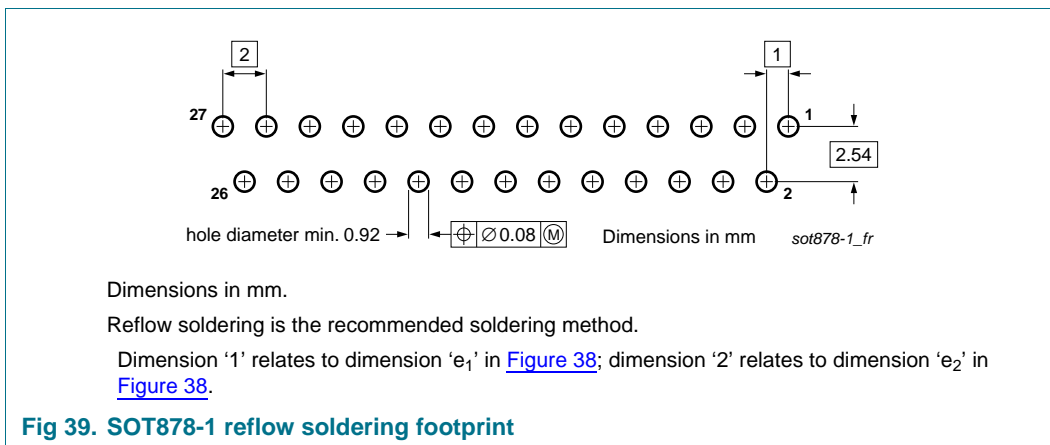 2
1
27
1
2.54
26
2
hole diameter min. 0.92
⌖ ∅ 0.08 Ⓜ
Dimensions in mm
sot878-1_fr
Dimensions in mm.
Reflow soldering is the recommended soldering method.
Dimension ‘1’ relates to dimension ‘e₁’ in Figure 38; dimension ‘2’ relates to dimension ‘e₂’ in
Figure 38.
Fig 39. SOT878-1 reflow soldering footprint